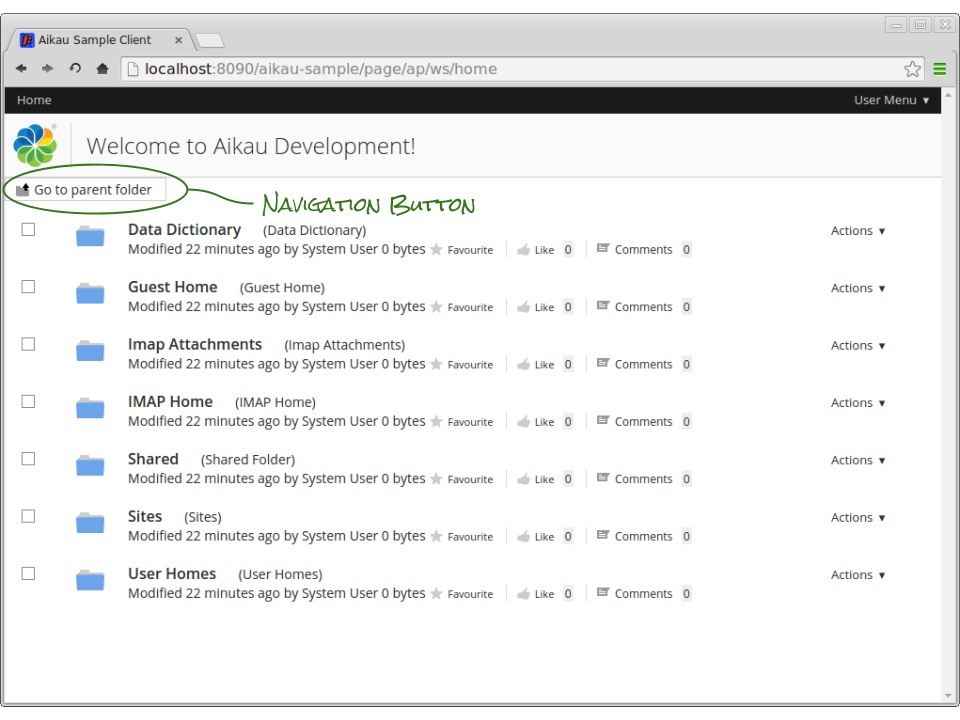 Aikau Sample Client
localhost:8090/aikau-sample/page/ap/ws/home
Home User Menu
Welcome to Aikau Development!
Go to parent folder
Navigation Button
Data Dictionary (Data Dictionary) Actions
Modified 22 minutes ago by System User 0 bytes Favourite Like 0 Comments 0
Guest Home (Guest Home) Actions
Modified 22 minutes ago by System User 0 bytes Favourite Like 0 Comments 0
Imap Attachments (Imap Attachments) Actions
Modified 22 minutes ago by System User 0 bytes Favourite Like 0 Comments 0
IMAP Home (IMAP Home) Actions
Modified 22 minutes ago by System User 0 bytes Favourite Like 0 Comments 0
Shared (Shared Folder) Actions
Modified 22 minutes ago by System User 0 bytes Favourite Like 0 Comments 0
Sites (Sites) Actions
Modified 22 minutes ago by System User 0 bytes Favourite Like 0 Comments 0
User Homes (User Homes) Actions
Modified 22 minutes ago by System User 0 bytes Favourite Like 0 Comments 0